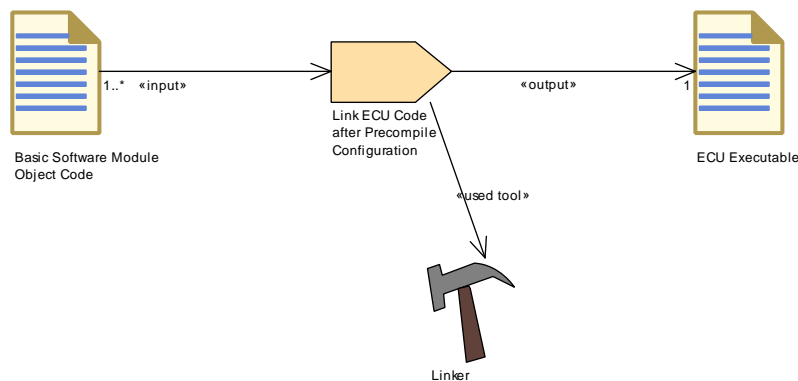 1..*
«input»
«output»
1
Link ECU Code
after Precompile
Configuration
Basic Software Module
Object Code
ECU Executable
«used tool»
Linker